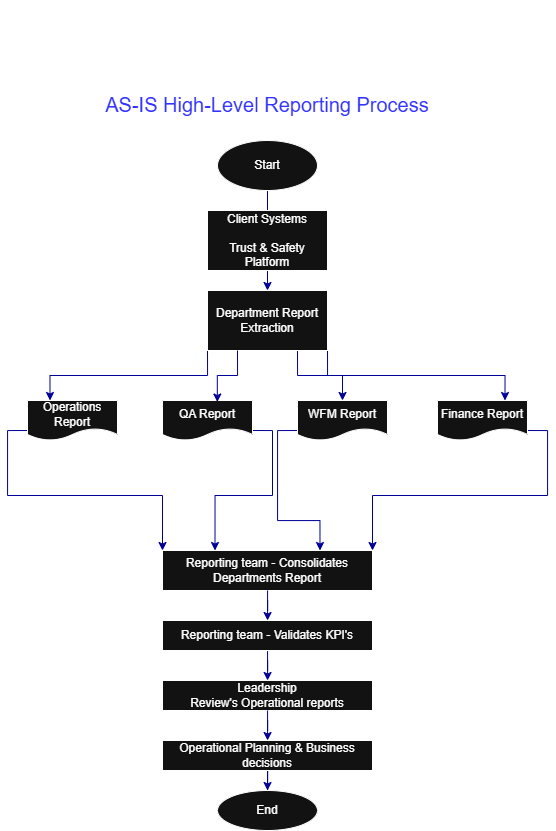 AS-IS High-Level Reporting Process
Start
Client Systems
Trust & Safety
Platform
Department Report
Extraction
Operations
Report
QA Report
WFM Report
Finance Report
Reporting team - Consolidates
Departments Report
Reporting team - Validates KPI's
Leadership
Review's Operational reports
Operational Planning & Business
decisions
End